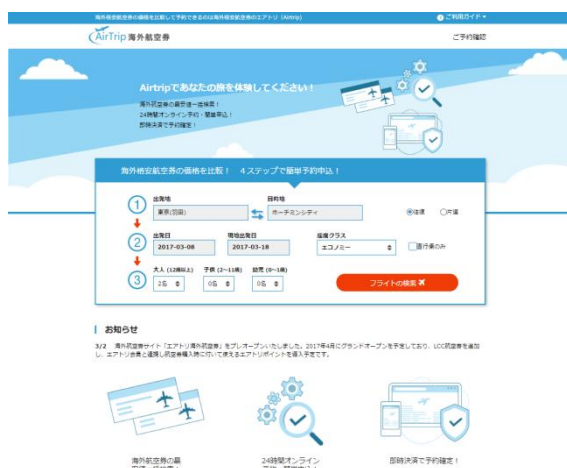 海外格安航空券の価格を比較して予約できるのは海外格安航空券のエアトリ（Airtrip）
ご利用ガイド
AirTrip 海外航空券
ご予約確認
Airtripであなたの旅を体験してください！
海外航空券の最安値一括検索！
24時間オンライン予約・簡単申込！
即時決済で予約確定！
海外格安航空券の価格を比較！ 4ステップで簡単予約申込！
1
出発地
目的地
東京(羽田)
ホーチミンシティ
往復
片道
2
出発日
現地出発日
座席クラス
2017-03-08
2017-03-18
エコノミー
直行便のみ
3
大人 (12歳以上)
子供 (2~11歳)
幼児 (0~1歳)
2名
0名
0名
フライトの検索
お知らせ
3/2 海外航空券サイト「エアトリ海外航空券」をプレオープンいたしました。2017年4月にグランドオープンを予定しており、LCC航空券を追加
し、エアトリ会員と連携し航空券購入時に付いて使えるエアトリポイントを導入予定です。
海外航空券の最
24時間オンライン
即時決済で予約確定！